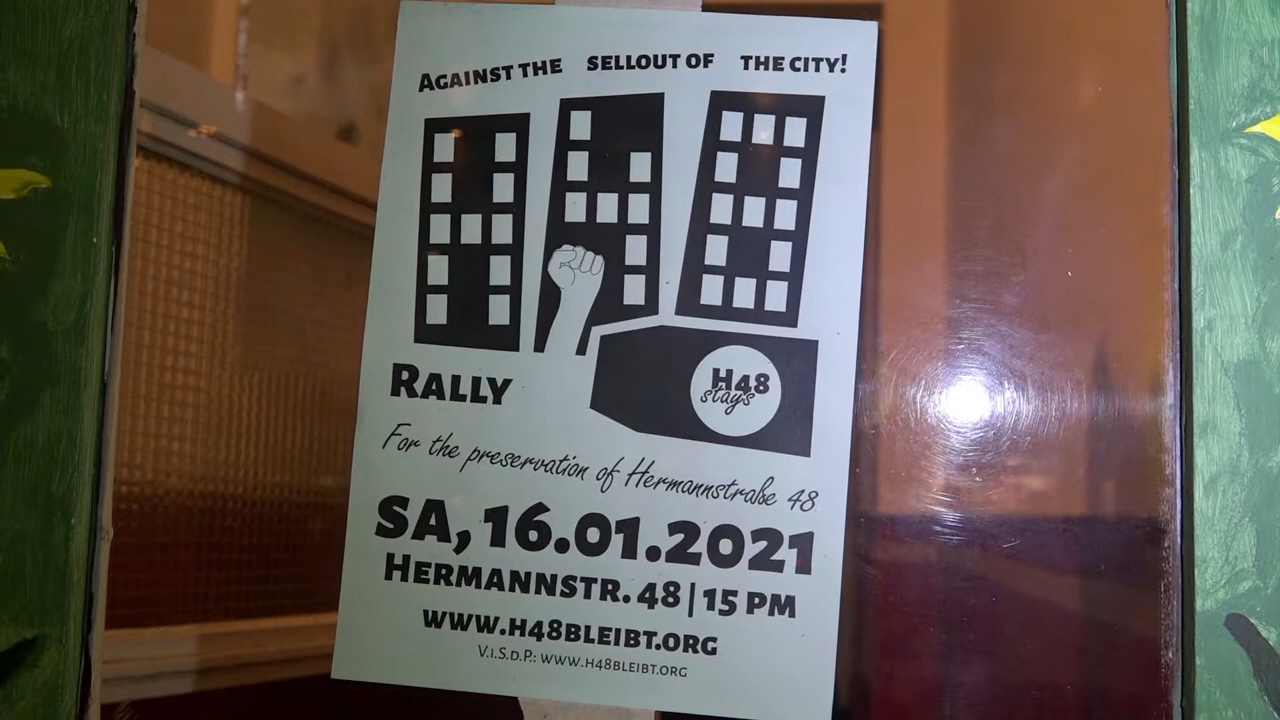 AGAINST THE SELLOUT OF THE CITY!
H48
stays
RALLY
For the preservation of Hermannstraße 48
SA, 16.01.2021
HERMANNSTR. 48 | 15 PM
WWW.H48BLEIBT.ORG
V.I.S.D.P.: WWW.H48BLEIBT.ORG